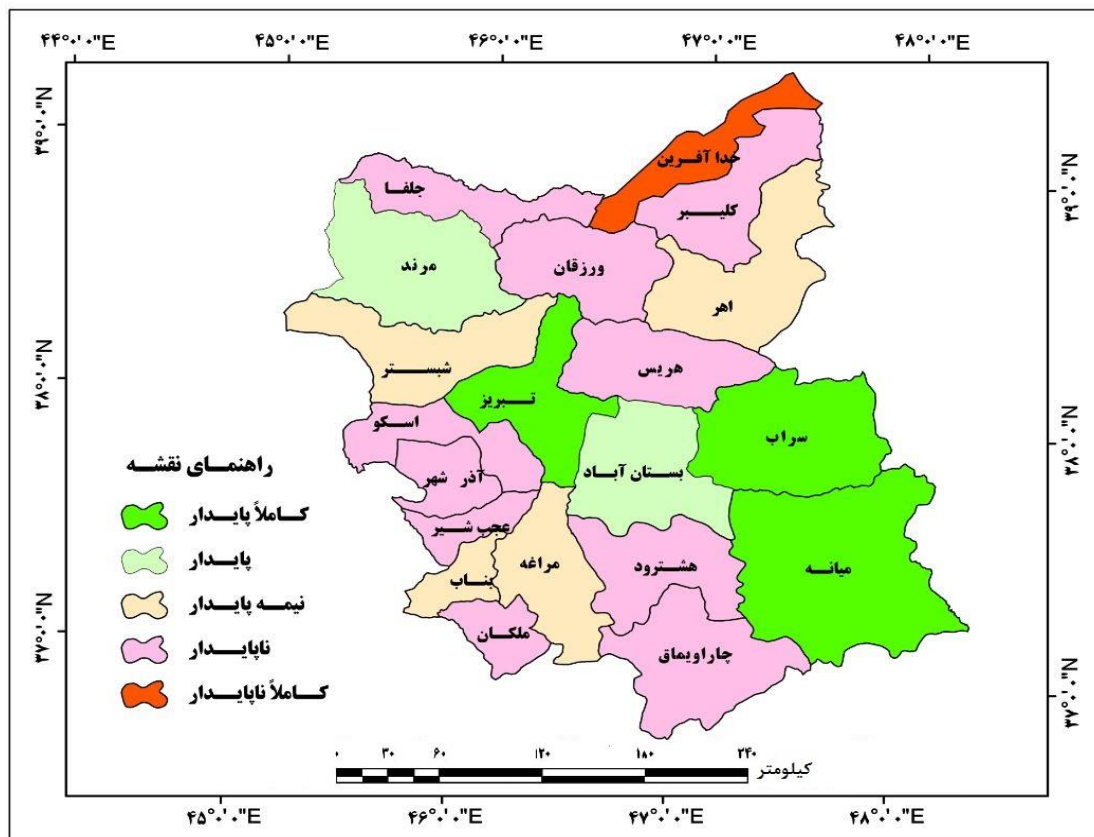 ۴۴°۰'۰"E ۴۵°۰'۰"E ۴۶°۰'۰"E ۴۷°۰'۰"E ۴۸°۰'۰"E
۳۹°۰'۰"N
۳۹°۰'۰"N
خدا آفرین
جلفا
کلیبر
مرند
ورزقان
اهر
۳۸°۰'۰"N
شبستر
هریس
تبریز
اسکو
سراب
۳۸°۰'۰"N
راهنمای نقشه
آذر شهر
بستان آباد
کاملاً پایدار
عجب شیر
پایدار
مراغه
هشترود
میانه
بناب
نیمه پایدار
۳۷°۰'۰"N
ملکان
ناپایدار
چاراویماق
کاملاً ناپایدار
۳۷°۰'۰"N
۰ ۳۰ ۶۰ ۱۲۰ ۱۸۰ ۲۴۰
کیلومتر
۴۵°۰'۰"E ۴۶°۰'۰"E ۴۷°۰'۰"E ۴۸°۰'۰"E